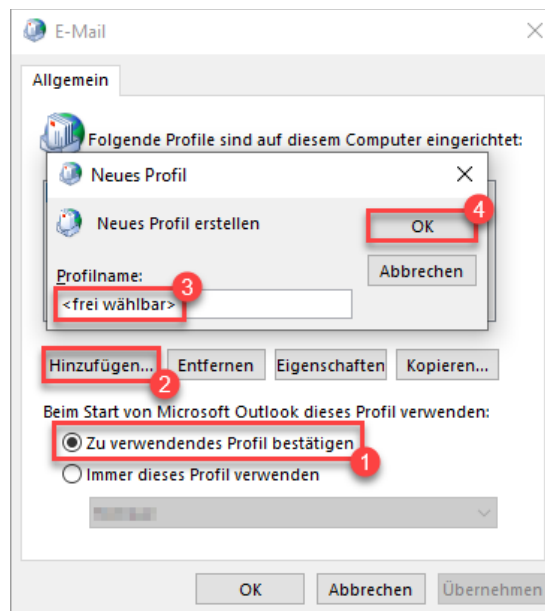 E-Mail
Allgemein
Folgende Profile sind auf diesem Computer eingerichtet:
Neues Profil
Neues Profil erstellen
OK
4
Abbrechen
Profilname:
3
<frei wählbar>
Hinzufügen... Entfernen Eigenschaften Kopieren...
2
Beim Start von Microsoft Outlook dieses Profil verwenden:
Zu verwendendes Profil bestätigen
1
Immer dieses Profil verwenden
OK Abbrechen Übernehmen